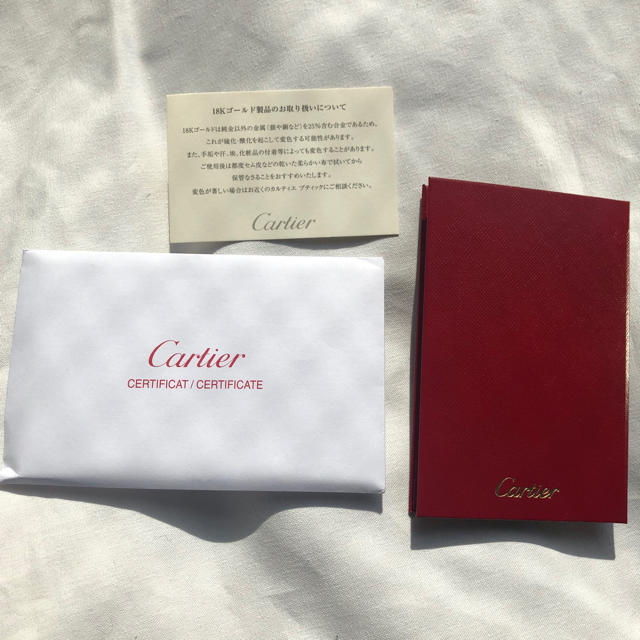 18Kゴールド製品のお取り扱いについて
18Kゴールドは純金以外の金属（銀や銅など）を25％含む合金であるため、
これが硫化・酸化を起こして変色する可能性があります。
また、手垢や汗、埃、化粧品の付着等によっても変色することがあります。
ご使用後は都度セム皮などの乾いた柔らかい布で拭いてから
保管なさることをおすすめいたします。
変色が著しい場合はお近くのカルティエ ブティックにご相談ください。
Cartier
Cartier
CERTIFICAT / CERTIFICATE
Cartier